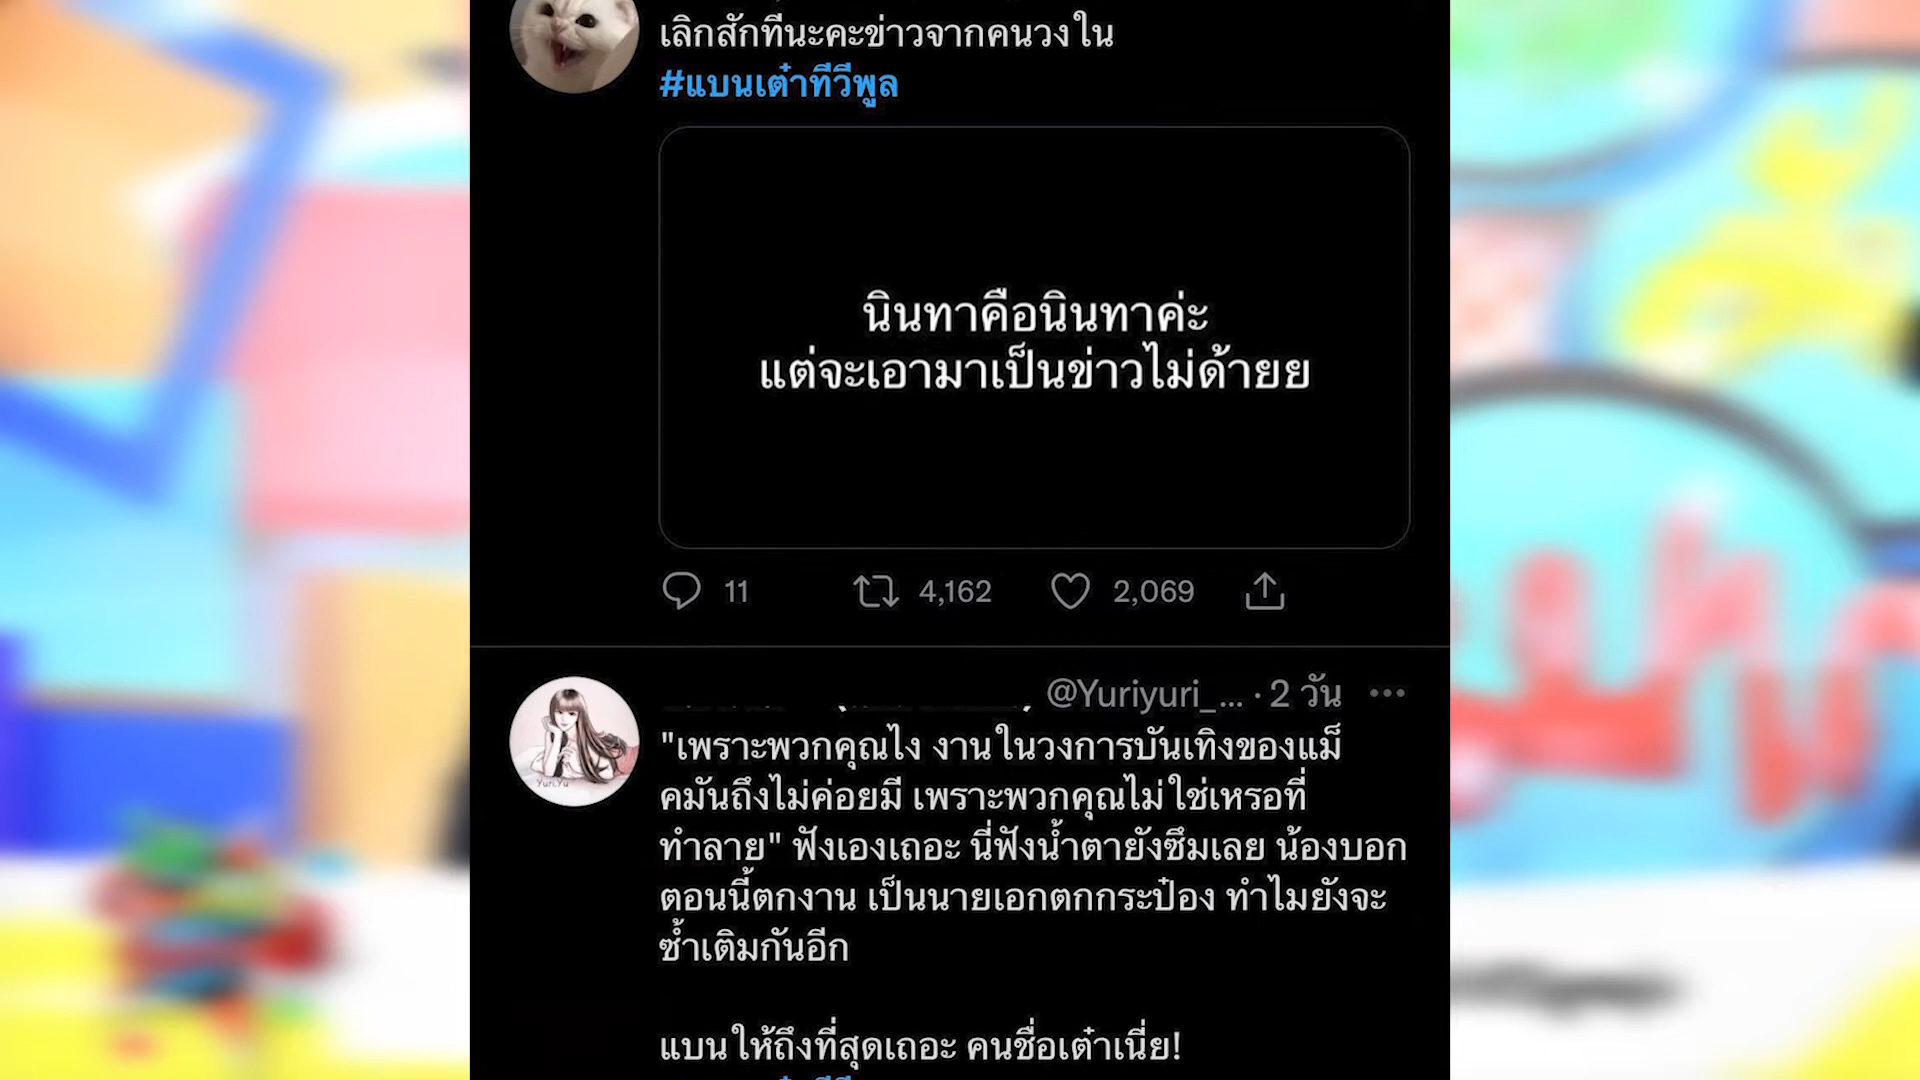 เลิกสักทีนะคะข่าวจากคนวงใน
#แบนเต๋าทีวีพูล
นินทาคือนินทาค่ะ
แต่จะเอามาเป็นข่าวไม่ด้ายย
11 4,162 2,069
@Yuriyuri_... · 2 วัน
"เพราะพวกคุณไง งานในวงการบันเทิงของแม็
คมันถึงไม่ค่อยมี เพราะพวกคุณไม่ใช่เหรอที่
ทำลาย" ฟังเองเถอะ นี่ฟังน้ำตายังซึมเลย น้องบอก
ตอนนี้ตกงาน เป็นนายเอกตกกระป๋อง ทำไมยังจะ
ซ้ำเติมกันอีก
แบนให้ถึงที่สุดเถอะ คนชื่อเต๋าเนี่ย!